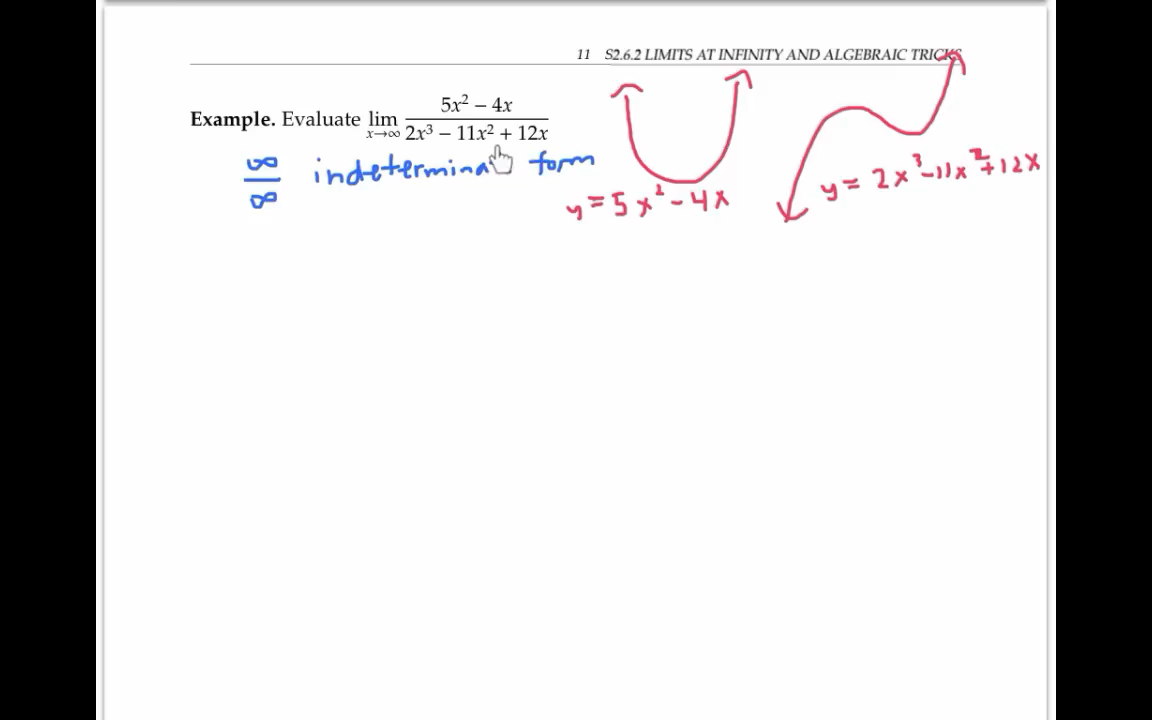 11 S2.6.2 LIMITS AT INFINITY AND ALGEBRAIC TRICKS
Example. Evaluate lim x→∞ (5x² − 4x)/(2x³ − 11x² + 12x)
∞/∞ indetermina form
y = 5x² − 4x
y = 2x³ − 11x² + 12x